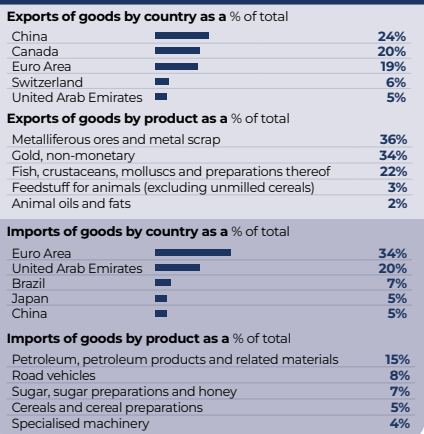 Exports of goods by country as a % of total
China 24%
Canada 20%
Euro Area 19%
Switzerland 6%
United Arab Emirates 5%
Exports of goods by product as a % of total
Metalliferous ores and metal scrap 36%
Gold, non-monetary 34%
Fish, crustaceans, molluscs and preparations thereof 22%
Feedstuff for animals (excluding unmilled cereals) 3%
Animal oils and fats 2%
Imports of goods by country as a % of total
Euro Area 34%
United Arab Emirates 20%
Brazil 7%
Japan 5%
China 5%
Imports of goods by product as a % of total
Petroleum, petroleum products and related materials 15%
Road vehicles 8%
Sugar, sugar preparations and honey 7%
Cereals and cereal preparations 5%
Specialised machinery 4%